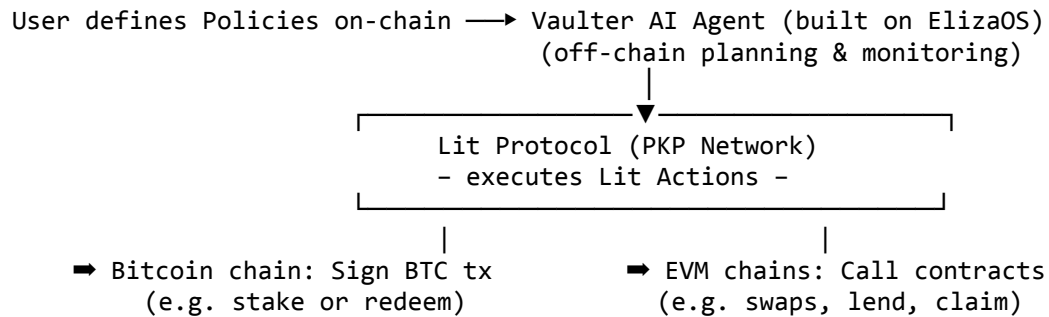 User defines Policies on-chain ──▶ Vaulter AI Agent (built on ElizaOS)
(off-chain planning & monitoring)
Lit Protocol (PKP Network)
– executes Lit Actions –
➡ Bitcoin chain: Sign BTC tx ➡ EVM chains: Call contracts
(e.g. stake or redeem) (e.g. swaps, lend, claim)